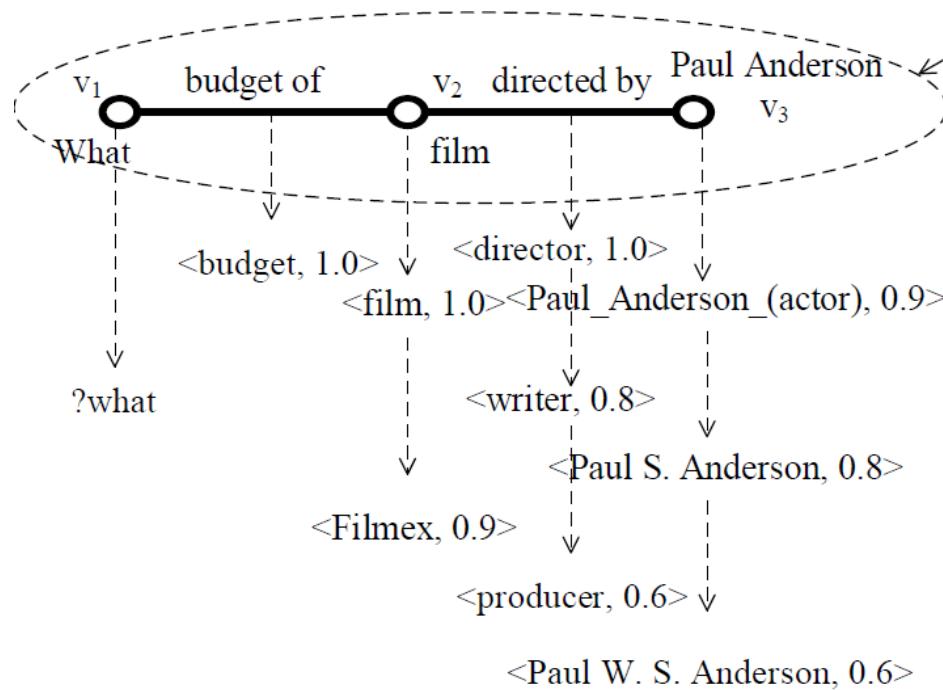 Paul Anderson
v1 budget of v2 directed by v3
What film
<budget, 1.0> <director, 1.0>
<film, 1.0> <Paul_Anderson_(actor), 0.9>
?what <writer, 0.8>
<Paul S. Anderson, 0.8>
<Filmex, 0.9>
<producer, 0.6>
<Paul W. S. Anderson, 0.6>